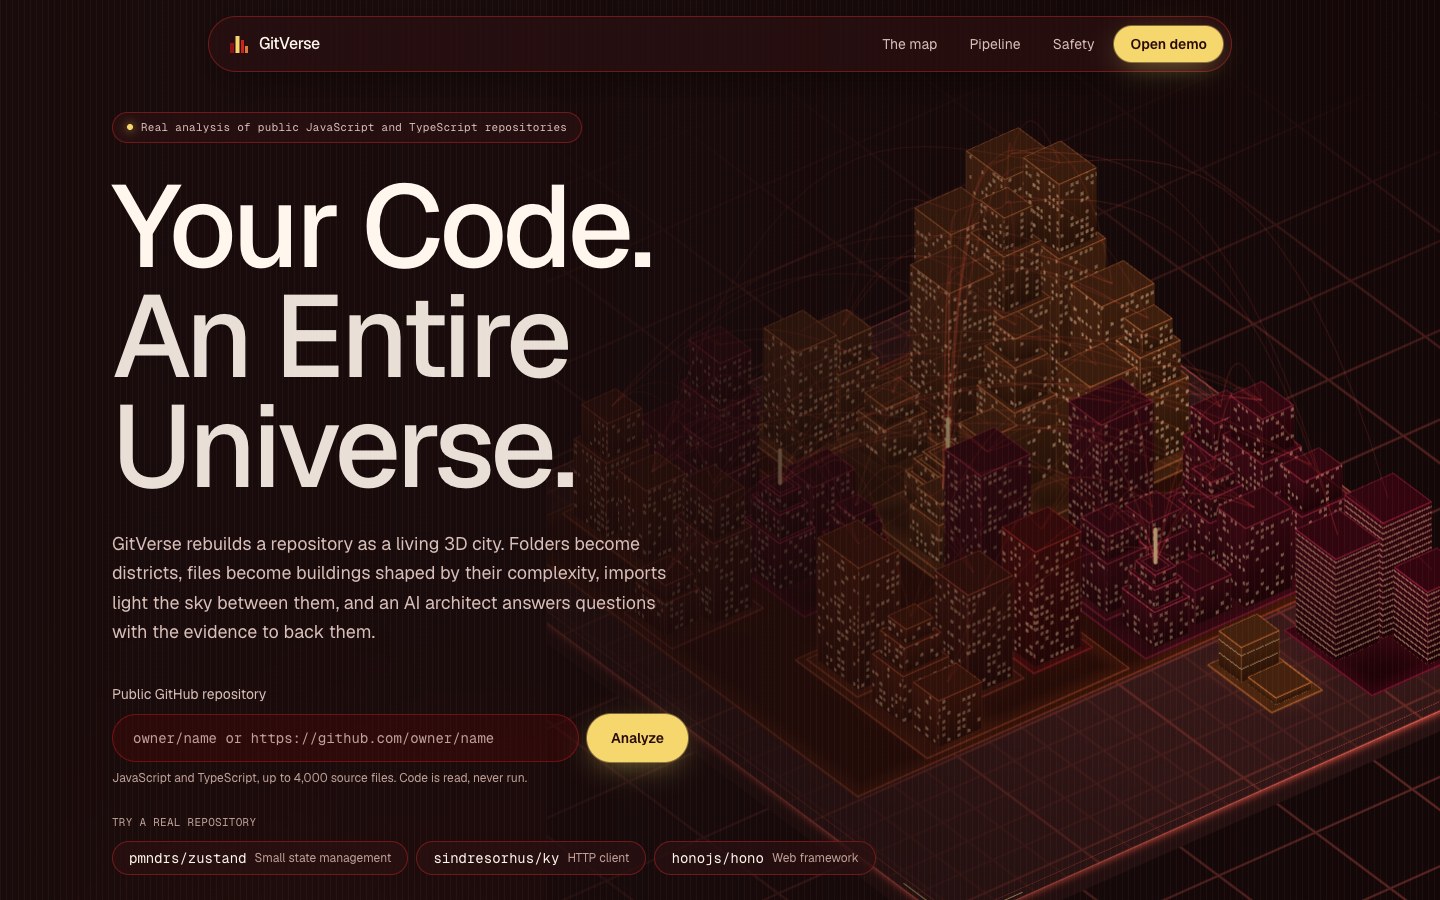 GitVerse
The map
Pipeline
Safety
Open demo
Real analysis of public JavaScript and TypeScript repositories
Your Code.
An Entire
Universe.
GitVerse rebuilds a repository as a living 3D city. Folders become
districts, files become buildings shaped by their complexity, imports
light the sky between them, and an AI architect answers questions
with the evidence to back them.
Public GitHub repository
owner/name or https://github.com/owner/name
Analyze
JavaScript and TypeScript, up to 4,000 source files. Code is read, never run.
TRY A REAL REPOSITORY
pmndrs/zustand Small state management
sindresorhus/ky HTTP client
honojs/hono Web framework